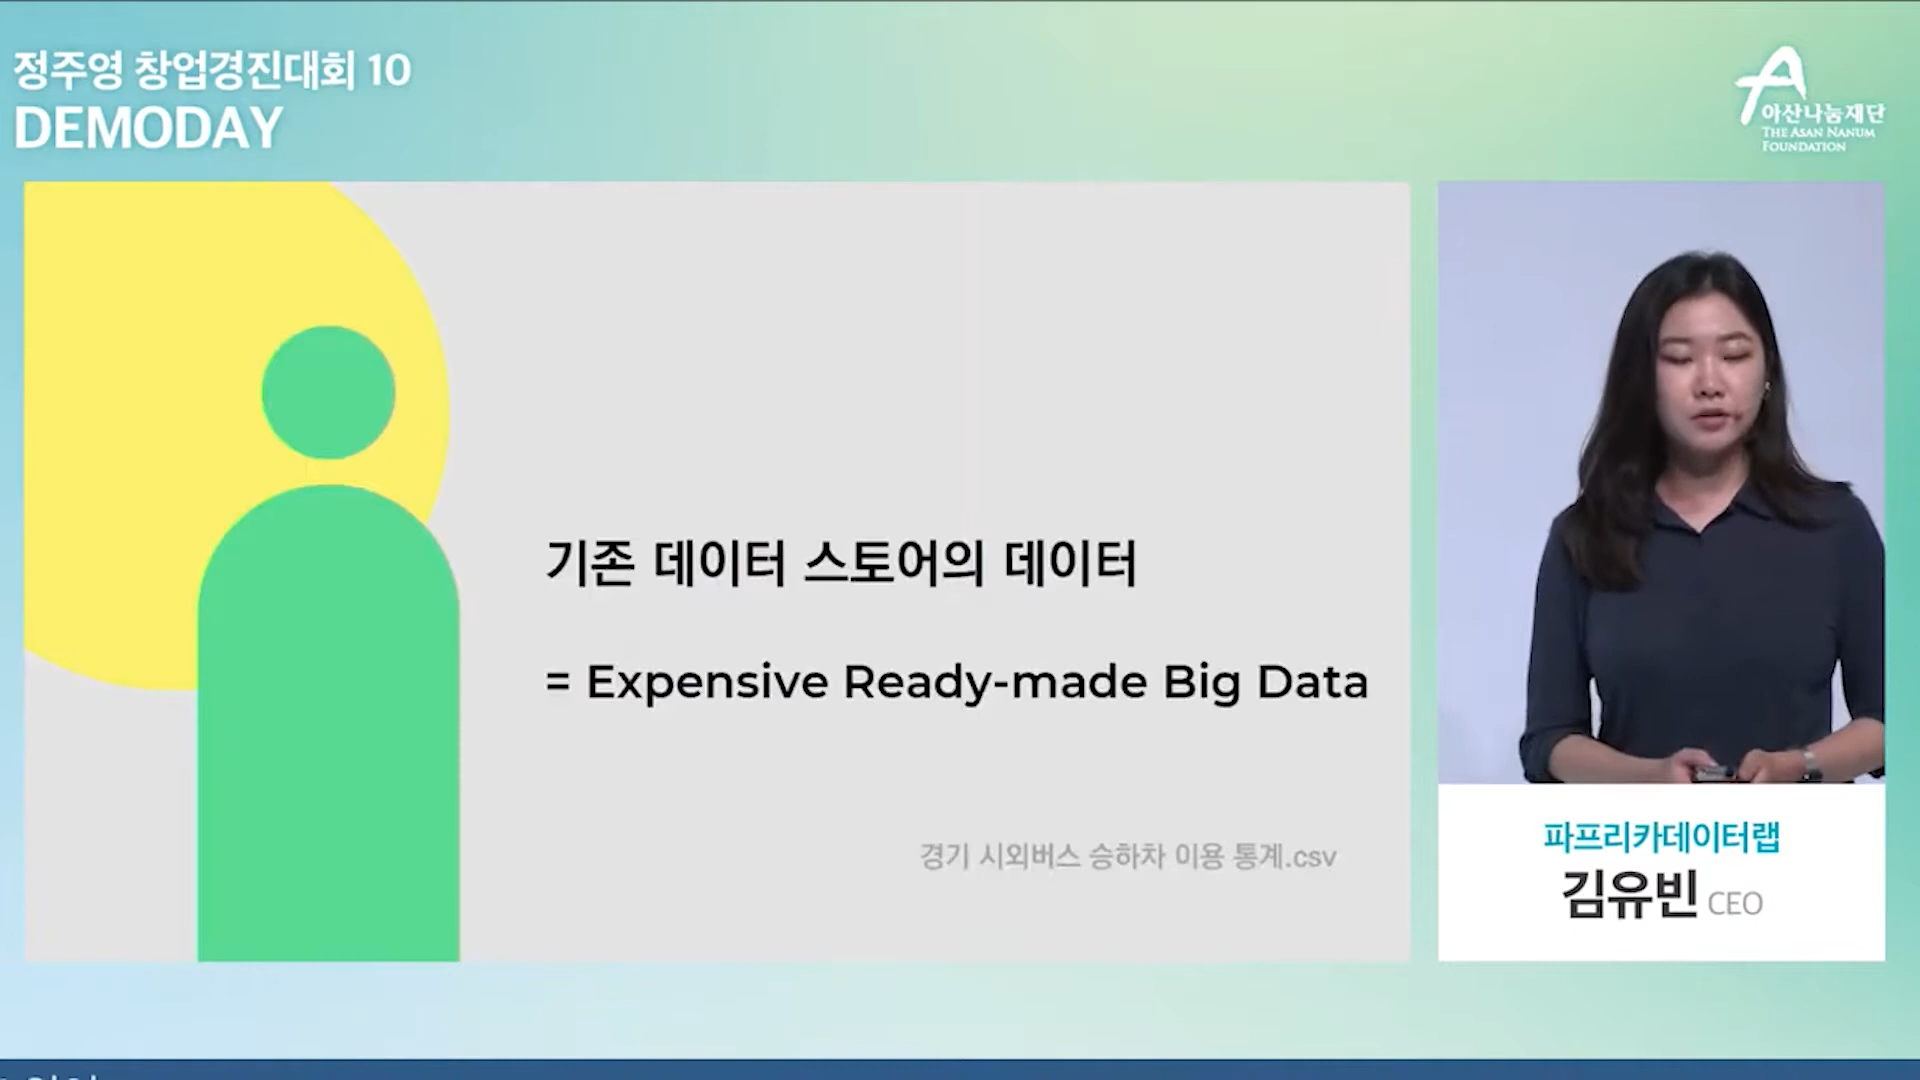 정주영 창업경진대회 10
DEMODAY
아산나눔재단
THE ASAN NANUM
FOUNDATION
기존 데이터 스토어의 데이터
= Expensive Ready-made Big Data
경기 시외버스 승하차 이용 통계.csv
파프리카데이터랩
김유빈 CEO